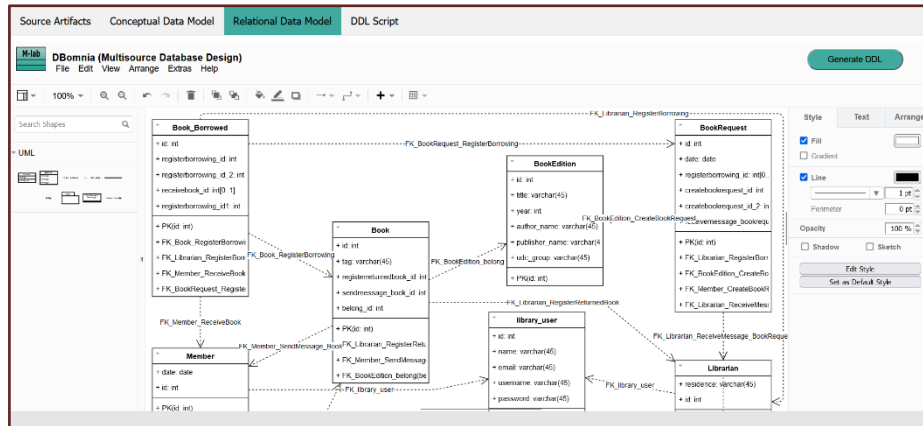 Source Artifacts Conceptual Data Model Relational Data Model DDL Script
M-lab
DBomnia (Multisource Database Design)
File Edit View Arrange Extras Help
Generate DDL
100%
Search Shapes
UML
Book_Borrowed
+ id: int
+ registerborrowing_id: int
+ registerborrowing_id_2: int
+ receivebook_id: int[0..1]
+ registerborrowing_id1: int
+ PK(id: int)
+ FK_Book_RegisterBorrowin
+ FK_Librarian_RegisterBorr
+ FK_Member_ReceiveBook
+ FK_BookRequest_Registe
FK_Librarian_RegisterBorrowing
FK_BookRequest_RegisterBorrowing
FK_Book_RegisterBorrowing
FK_Member_ReceiveBook
Book
+ id: int
+ tag: varchar(45)
+ registerreturnedbook_id: int
+ sendmessage_book_id: int
+ belong_id: int
+ PK(id: int)
+ FK_Librarian_RegisterRetu
+ FK_Member_SendMessage
+ FK_BookEdition_belong(be
FK_BookEdition_belong
FK_Member_SendMessage_Book
BookEdition
+ id: int
+ title: varchar(45)
+ year: int
+ author_name: varchar(45)
+ publisher_name: varchar(4
+ udc_group: varchar(45)
+ PK(id: int)
FK_BookEdition_CreateBookRequest
FK_Librarian_RegisterReturnedBook
BookRequest
+ id: int
+ date: date
+ registerborrowing_id: int[0..
+ createbookrequest_id: int
+ createbookrequest_id_2: in
+ receivemessage_bookrequ
+ PK(id: int)
+ FK_Librarian_RegisterBorr
+ FK_BookEdition_CreateBo
+ FK_Member_CreateBookR
+ FK_Librarian_ReceiveMess
FK_Librarian_ReceiveMessage_BookReque
library_user
+ id: int
+ name: varchar(45)
+ email: varchar(45)
+ username: varchar(45)
+ password: varchar(45)
Member
+ date: date
+ id: int
+ PK(id: int)
FK_library_user
FK_library_user
Librarian
+ residence: varchar(45)
+ id: int
+ PK(id: int)
Style Text Arrange
Fill
Gradient
Line
1 pt
Perimeter 0 pt
Opacity 100 %
Shadow Sketch
Edit Style
Set as Default Style